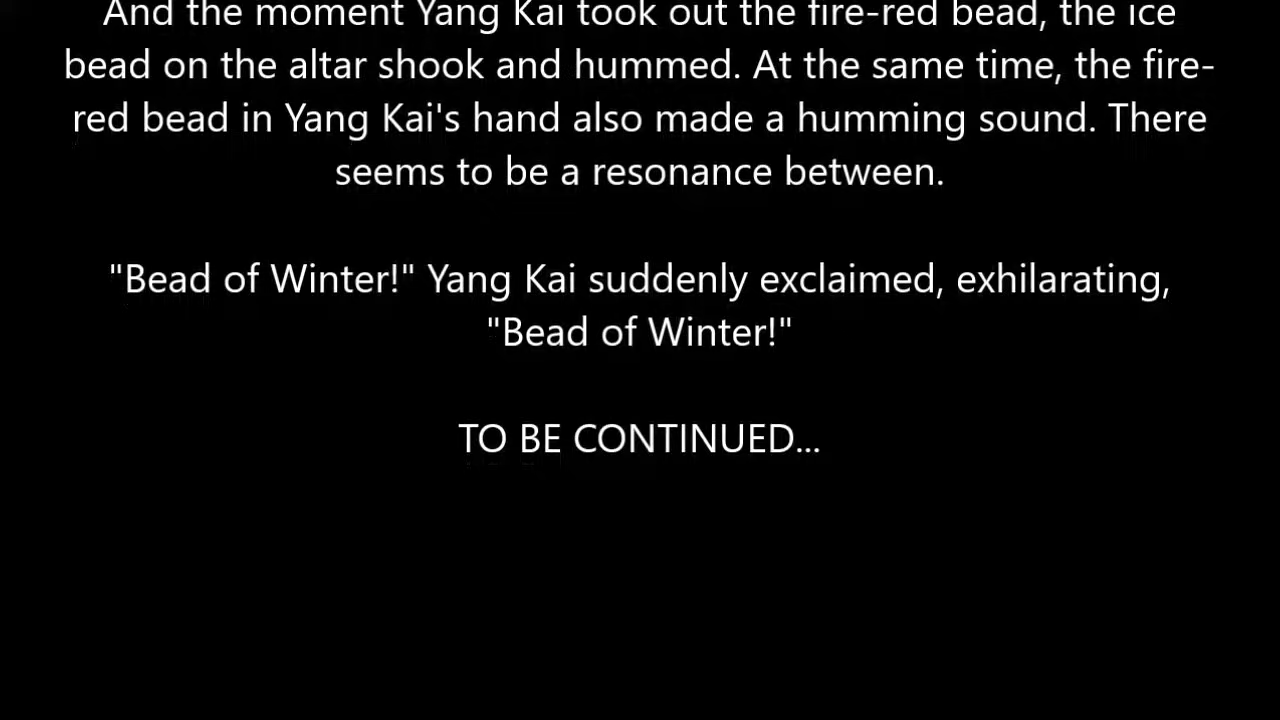 And the moment Yang Kai took out the fire-red bead, the ice
bead on the altar shook and hummed. At the same time, the fire-
red bead in Yang Kai's hand also made a humming sound. There
seems to be a resonance between.
"Bead of Winter!" Yang Kai suddenly exclaimed, exhilarating,
"Bead of Winter!"
TO BE CONTINUED...